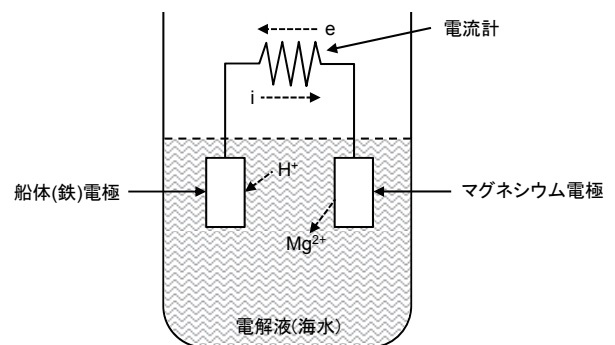 e
電流計
i
船体(鉄)電極
H⁺
マグネシウム電極
Mg²⁺
電解液(海水)